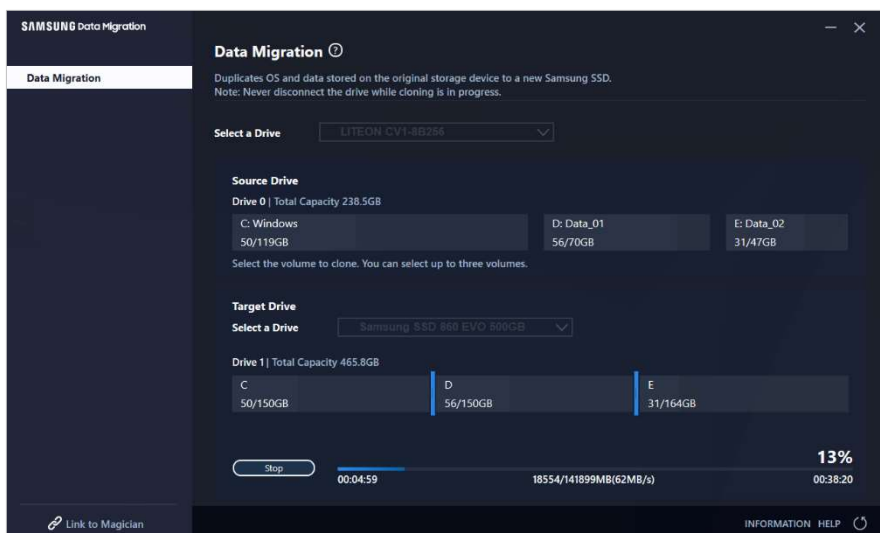 SAMSUNG Data Migration
Data Migration
Data Migration ?
Duplicates OS and data stored on the original storage device to a new Samsung SSD.
Note: Never disconnect the drive while cloning is in progress.
Select a Drive LITEON CV1-8B256
Source Drive
Drive 0 | Total Capacity 238.5GB
C: Windows D: Data_01 E: Data_02
50/119GB 56/70GB 31/47GB
Select the volume to clone. You can select up to three volumes.
Target Drive
Select a Drive Samsung SSD 860 EVO 500GB
Drive 1| Total Capacity 465.8GB
C D E
50/150GB 56/150GB 31/164GB
13%
Stop
00:04:59 18554/141899MB(62MB/s) 00:38:20
Link to Magician INFORMATION HELP